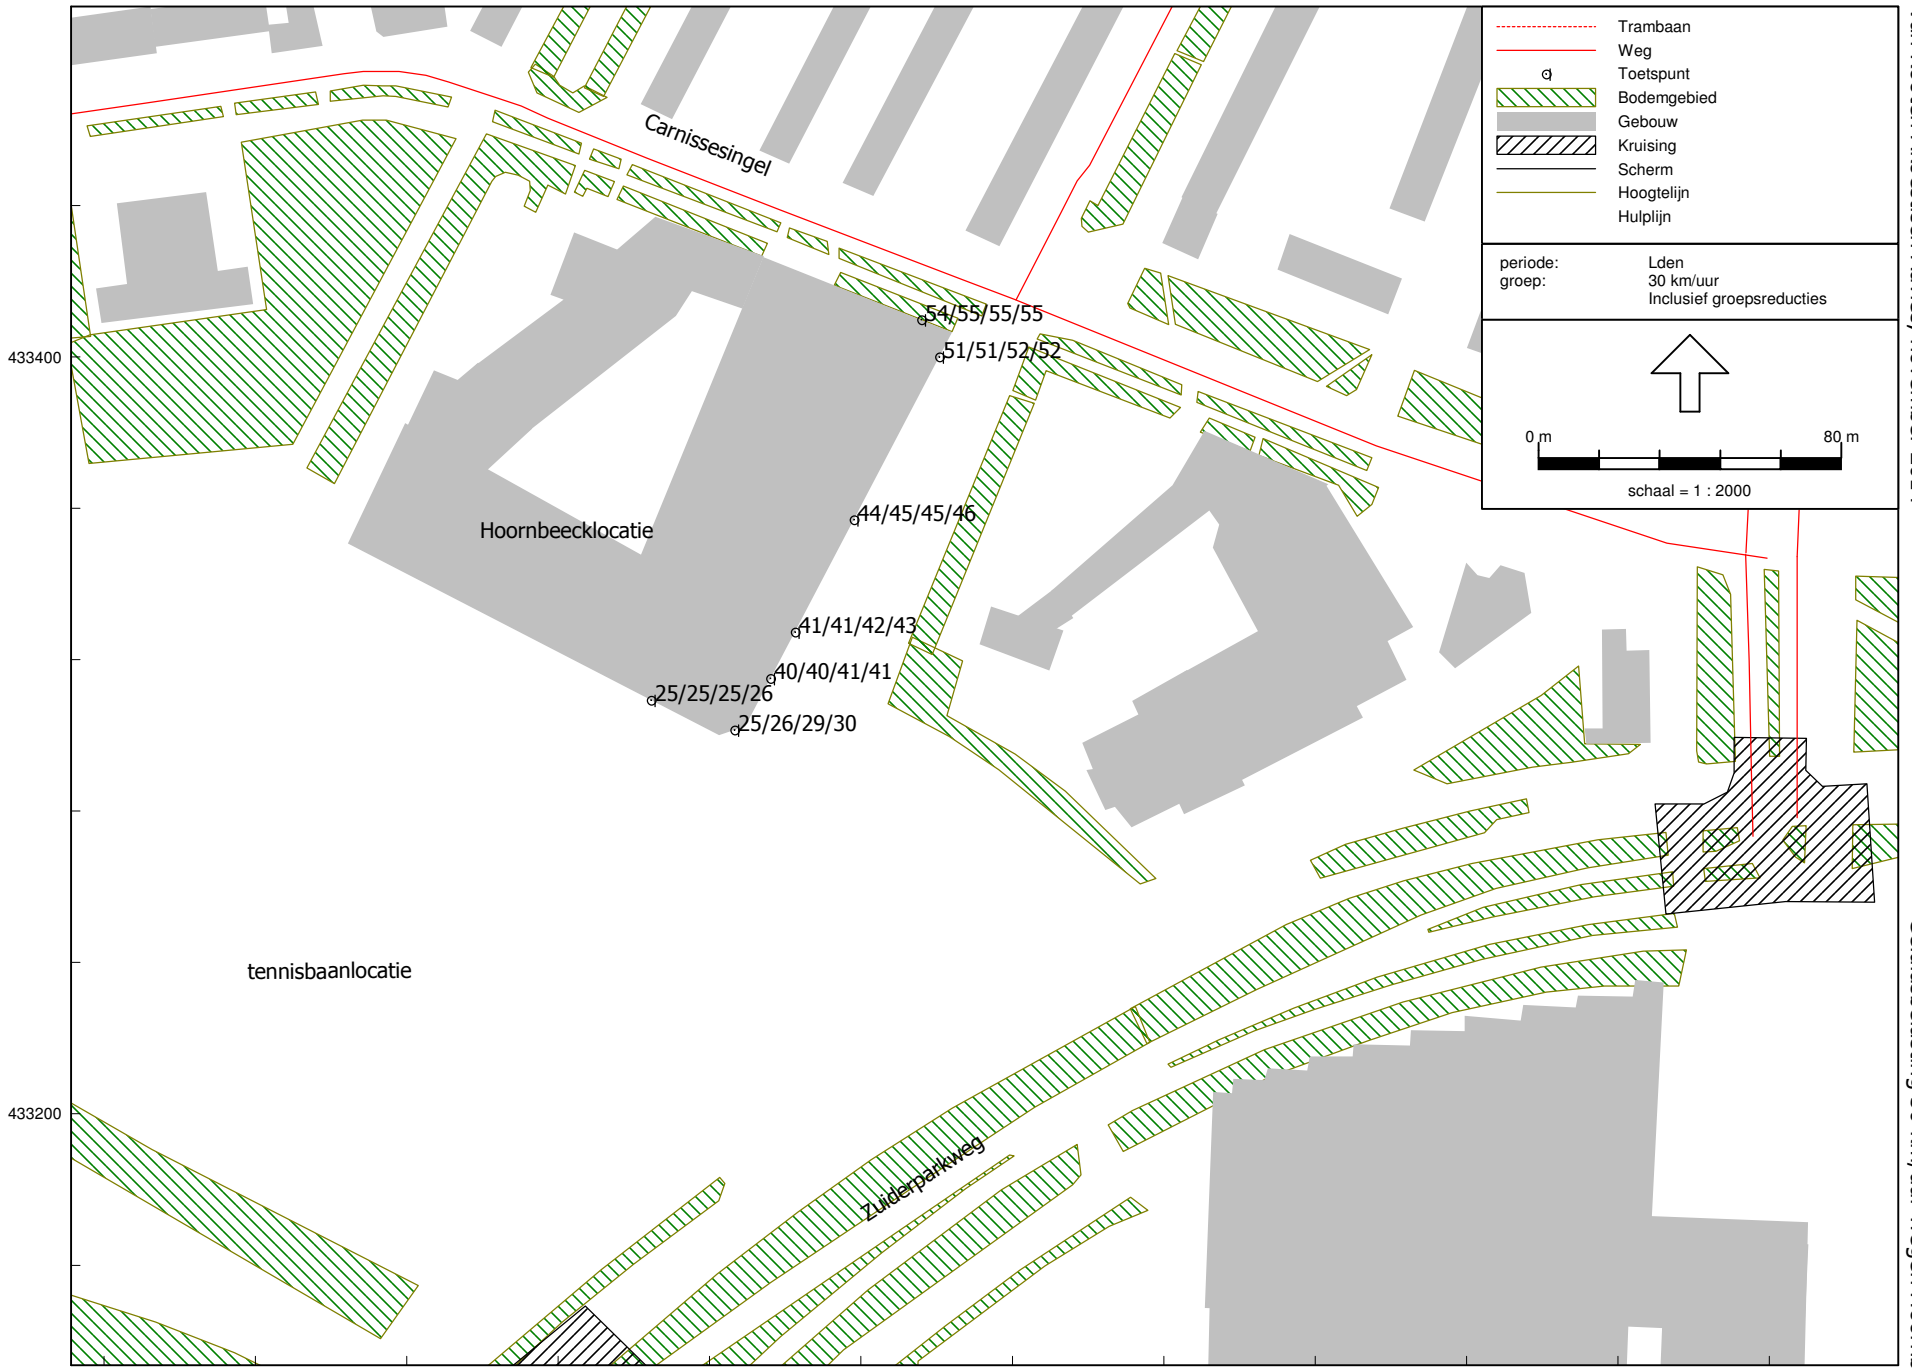 Trambaan
Weg
Toetspunt
Bodemgebied
Gebouw
Kruising
Scherm
Hoogtelijn
Hulplijn
periode: Lden
groep: 30 km/uur
Inclusief groepsreducties
0 m 80 m
schaal = 1 : 2000
Carnissesingel
54/55/55/55
433400
51/51/52/52
44/45/45/46
Hoornbeecklocatie
41/41/42/43
40/40/41/41
25/25/25/26
25/26/29/30
tennisbaanlocatie
433200
Zuiderparkweg